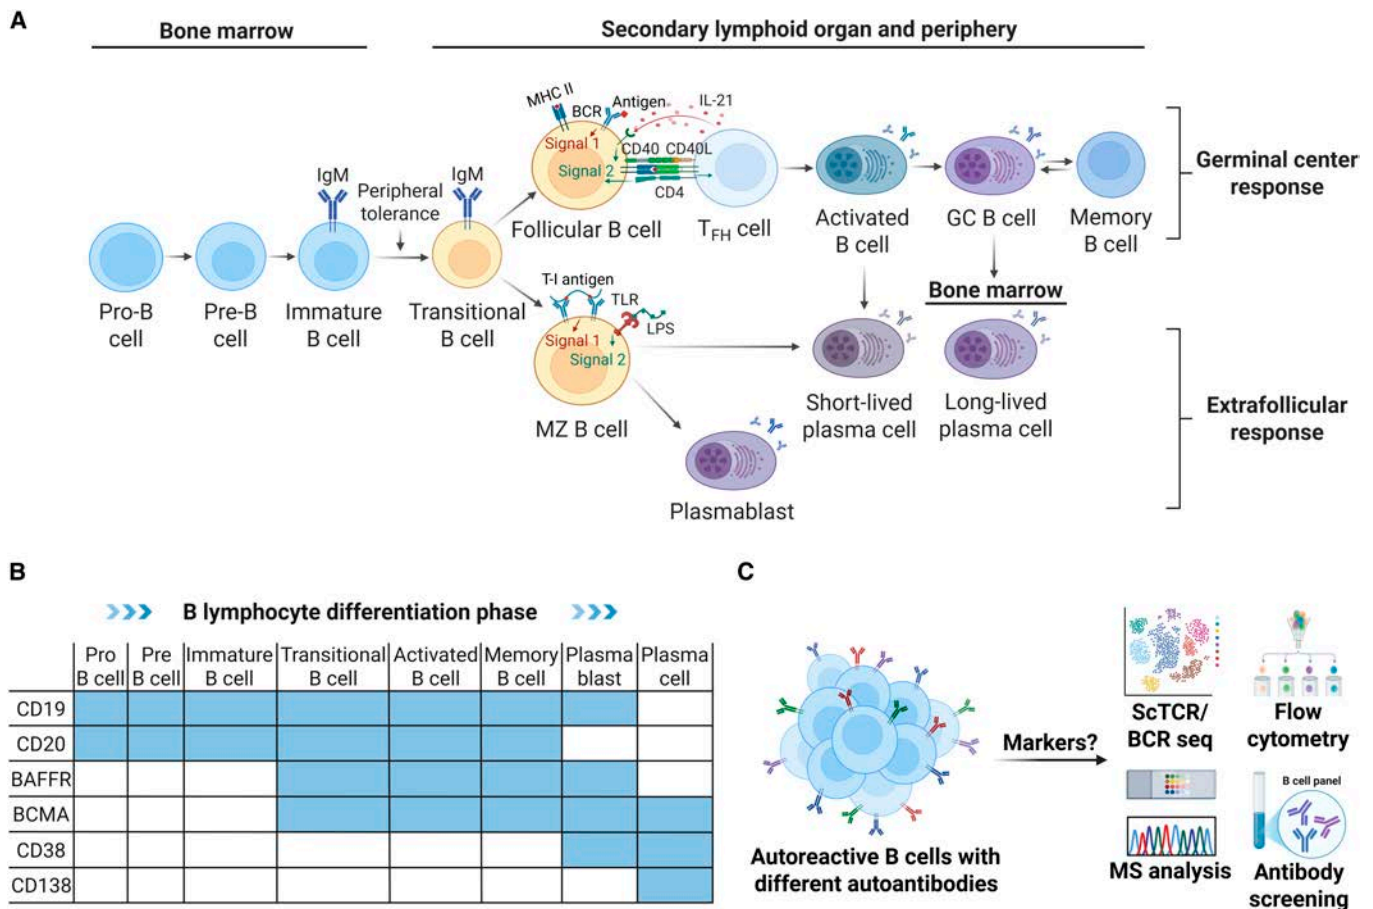 A
Bone marrow
Secondary lymphoid organ and periphery
MHC II
BCR
Antigen
IL-21
Signal 1
CD40 CD40L
Signal 2
CD4
IgM
Peripheral
tolerance
IgM
Follicular B cell
TFH cell
Activated
B cell
GC B cell
Memory
B cell
Germinal center
response
Pro-B
cell
Pre-B
cell
Immature
B cell
Transitional
B cell
T-I antigen
TLR
LPS
Signal 1
Signal 2
MZ B cell
Bone marrow
Short-lived
plasma cell
Long-lived
plasma cell
Plasmablast
Extrafollicular
response
B
B lymphocyte differentiation phase
Pro
B cell
Pre
B cell
Immature
B cell
Transitional
B cell
Activated
B cell
Memory
B cell
Plasma
blast
Plasma
cell
CD19
CD20
BAFFR
BCMA
CD38
CD138
C
Autoreactive B cells with
different autoantibodies
Markers?
ScTCR/
BCR seq
Flow
cytometry
MS analysis
B cell panel
Antibody
screening